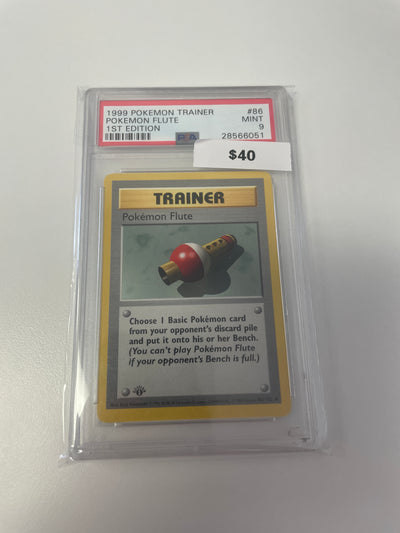 1999 POKEMON TRAINER #86
POKEMON FLUTE MINT
1ST EDITION PSA 9
28566051
$40
TRAINER
Pokémon Flute
Choose 1 Basic Pokémon card
from your opponent's discard pile
and put it onto his or her Bench.
(You can't play Pokémon Flute
if your opponent's Bench is full.)
1